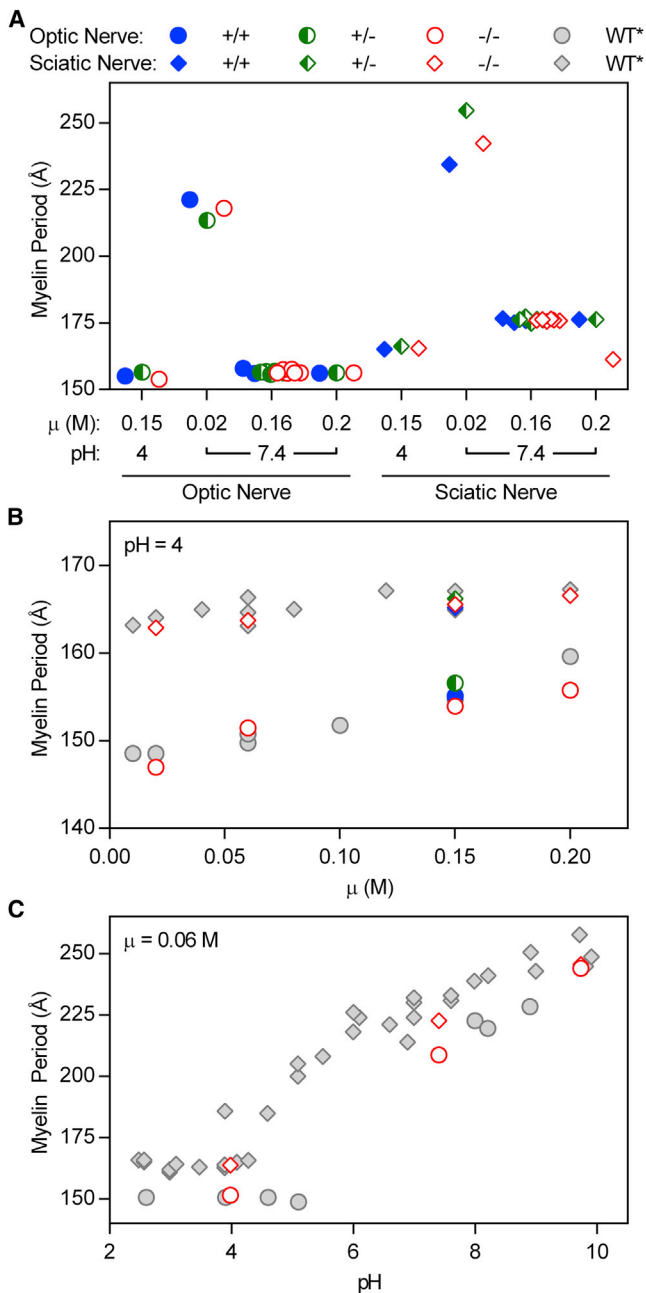 A
Optic Nerve: +/+ +/- -/- WT*
Sciatic Nerve: +/+ +/- -/- WT*
Myelin Period (Å)
250
225
200
175
150
μ (M): 0.15 0.02 0.16 0.2 0.15 0.02 0.16 0.2
pH: 4 7.4 4 7.4
Optic Nerve Sciatic Nerve
B
pH = 4
Myelin Period (Å)
170
160
150
140
0.00 0.05 0.10 0.15 0.20
μ (M)
C
μ = 0.06 M
Myelin Period (Å)
250
225
200
175
150
2 4 6 8 10
pH